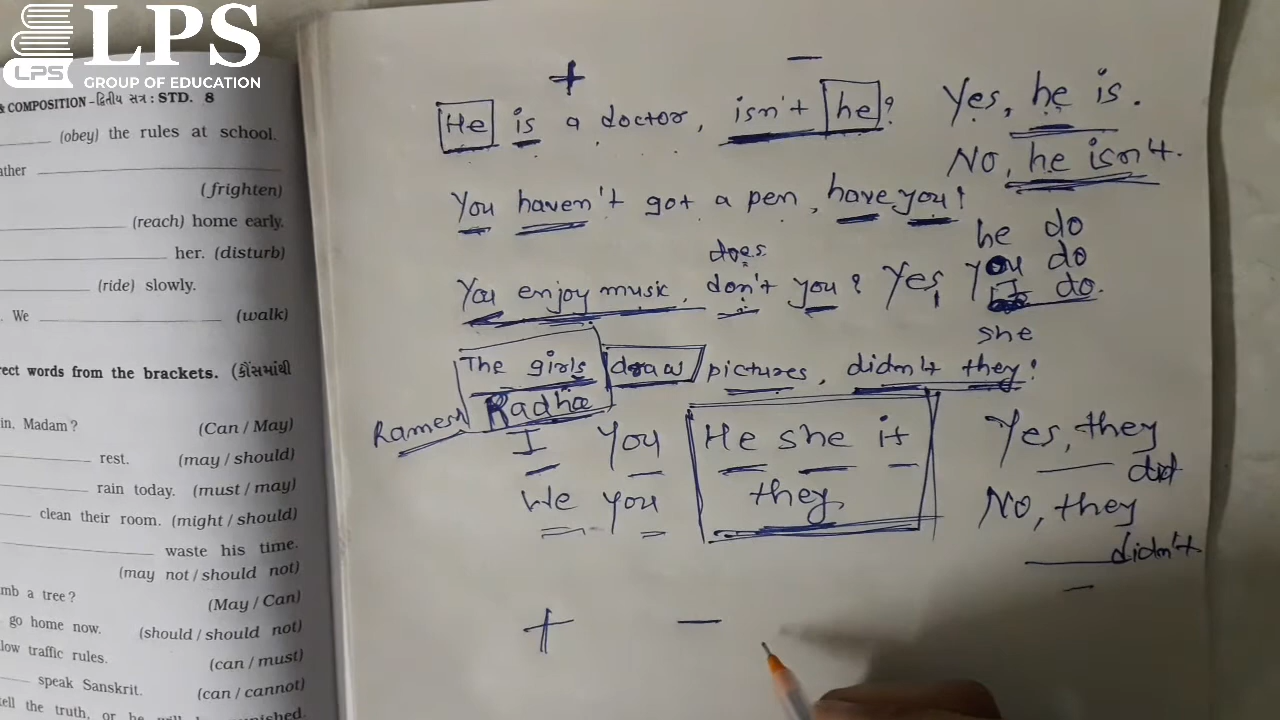 LPS
LPS
GROUP OF EDUCATION
& COMPOSITION – દ્વિતીય સત્ર : STD. 8
(obey) the rules at school.
(frighten)
(reach) home early.
her. (disturb)
(ride) slowly.
. We (walk)
rect words from the brackets. (કૌંસમાંથી
in, Madam? (Can / May)
rest. (may / should)
rain today. (must / may)
clean their room. (might / should)
waste his time.
(may not / should not)
mb a tree? (May / Can)
go home now. (should / should not)
low traffic rules. (can / must)
speak Sanskrit. (can / cannot)
tell the truth, or he will be punished.
+ –
He is a doctor, isn't he? Yes, he is.
No, he isn't.
You haven't got a pen, have you?
does he do
You enjoy music, don't you? Yes, you do
I do.
she
The girls draw pictures, didn't they?
Ramesh Radha
I You He she it Yes, they did
We you they No, they didn't
+ –